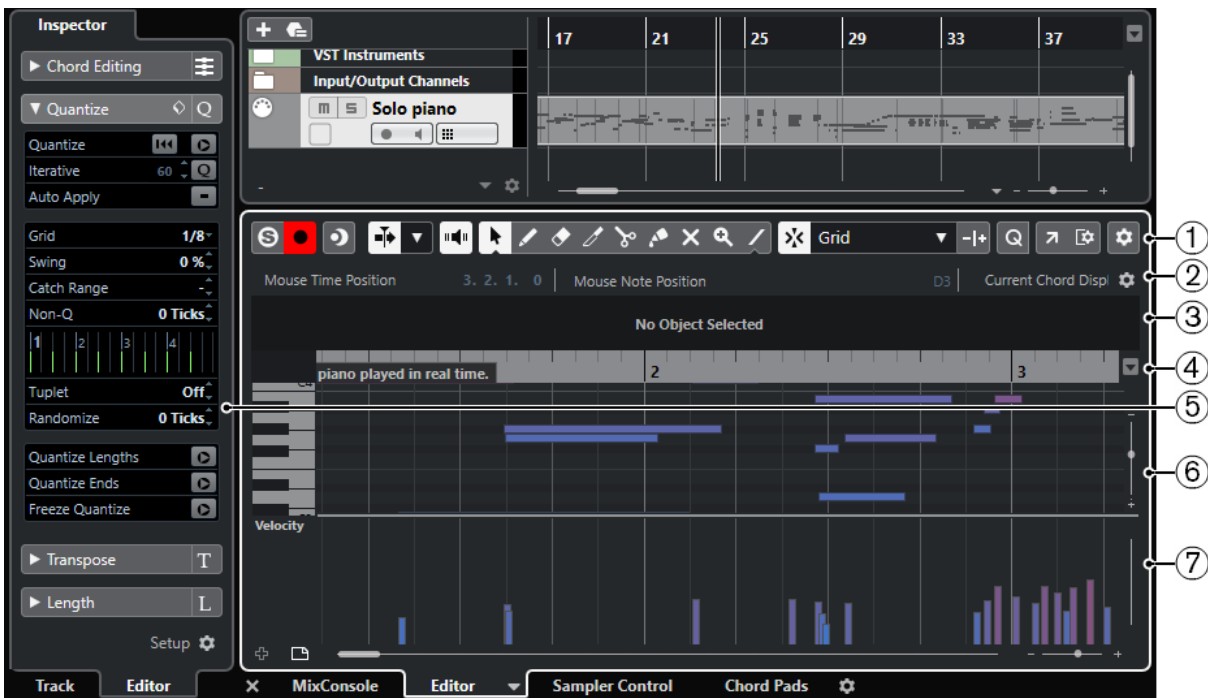 Inspector
Chord Editing
Quantize
Q
Quantize
Iterative 60 Q
Auto Apply
Grid 1/8
Swing 0 %
Catch Range -
Non-Q 0 Ticks
1 2 3 4
Tuplet Off
Randomize 0 Ticks
Quantize Lengths
Quantize Ends
Freeze Quantize
Transpose T
Length L
Setup
Track Editor
17 21 25 29 33 37
VST Instruments
Input/Output Channels
m S Solo piano
-
- +
S Grid Q
Mouse Time Position 3. 2. 1. 0 Mouse Note Position D3 Current Chord Displ
No Object Selected
piano played in real time. 2 3
Velocity
- +
MixConsole Editor Sampler Control Chord Pads
1
2
3
4
5
6
7